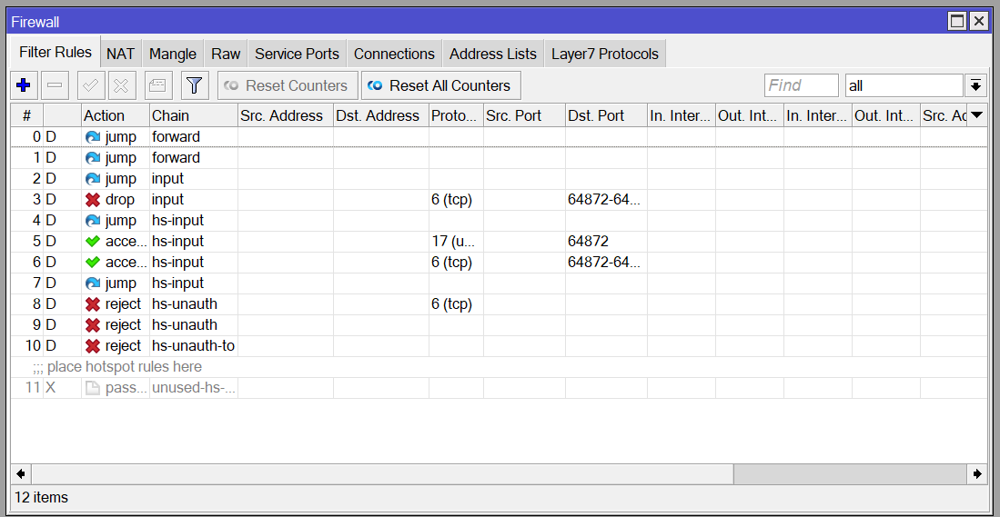 Firewall
Filter Rules NAT Mangle Raw Service Ports Connections Address Lists Layer7 Protocols
Reset Counters Reset All Counters Find all
# Action Chain Src. Address Dst. Address Proto... Src. Port Dst. Port In. Inter... Out. Int... In. Inter... Out. Int... Src. Ad
0 D jump forward
1 D jump forward
2 D jump input
3 D drop input 6 (tcp) 64872-64...
4 D jump hs-input
5 D acce... hs-input 17 (u... 64872
6 D acce... hs-input 6 (tcp) 64872-64...
7 D jump hs-input
8 D reject hs-unauth 6 (tcp)
9 D reject hs-unauth
10 D reject hs-unauth-to
;;; place hotspot rules here
11 X pass... unused-hs-...
12 items